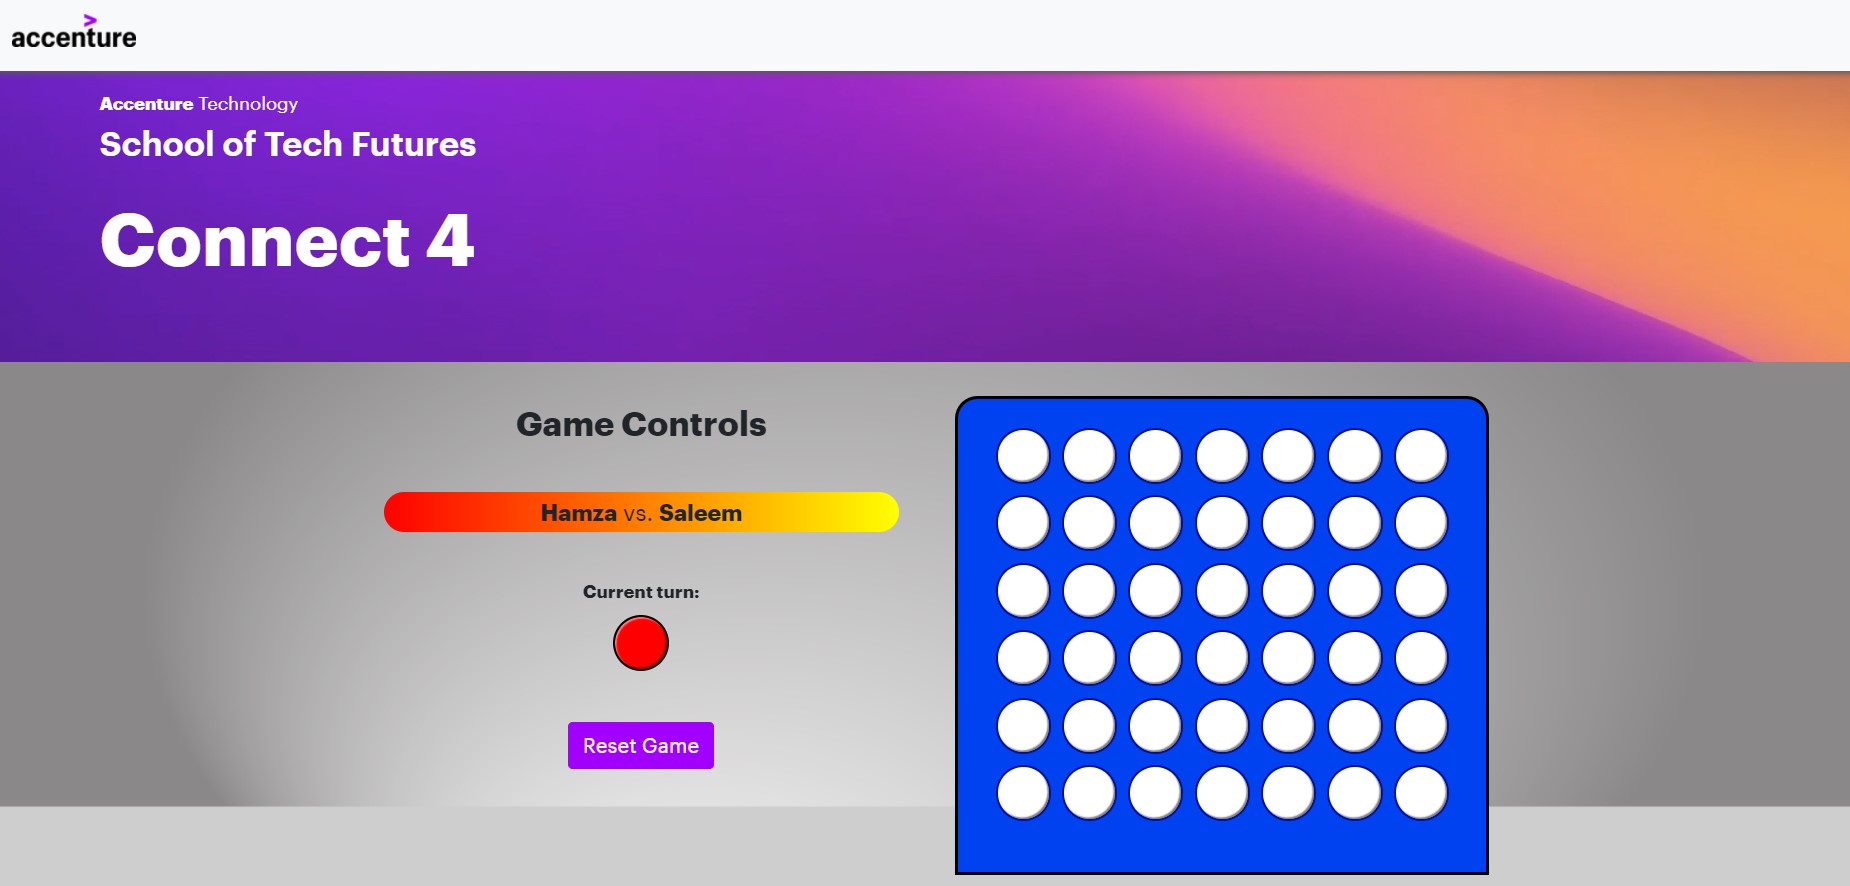 accenture
Accenture Technology
School of Tech Futures
Connect 4
Game Controls
Hamza vs. Saleem
Current turn:
Reset Game